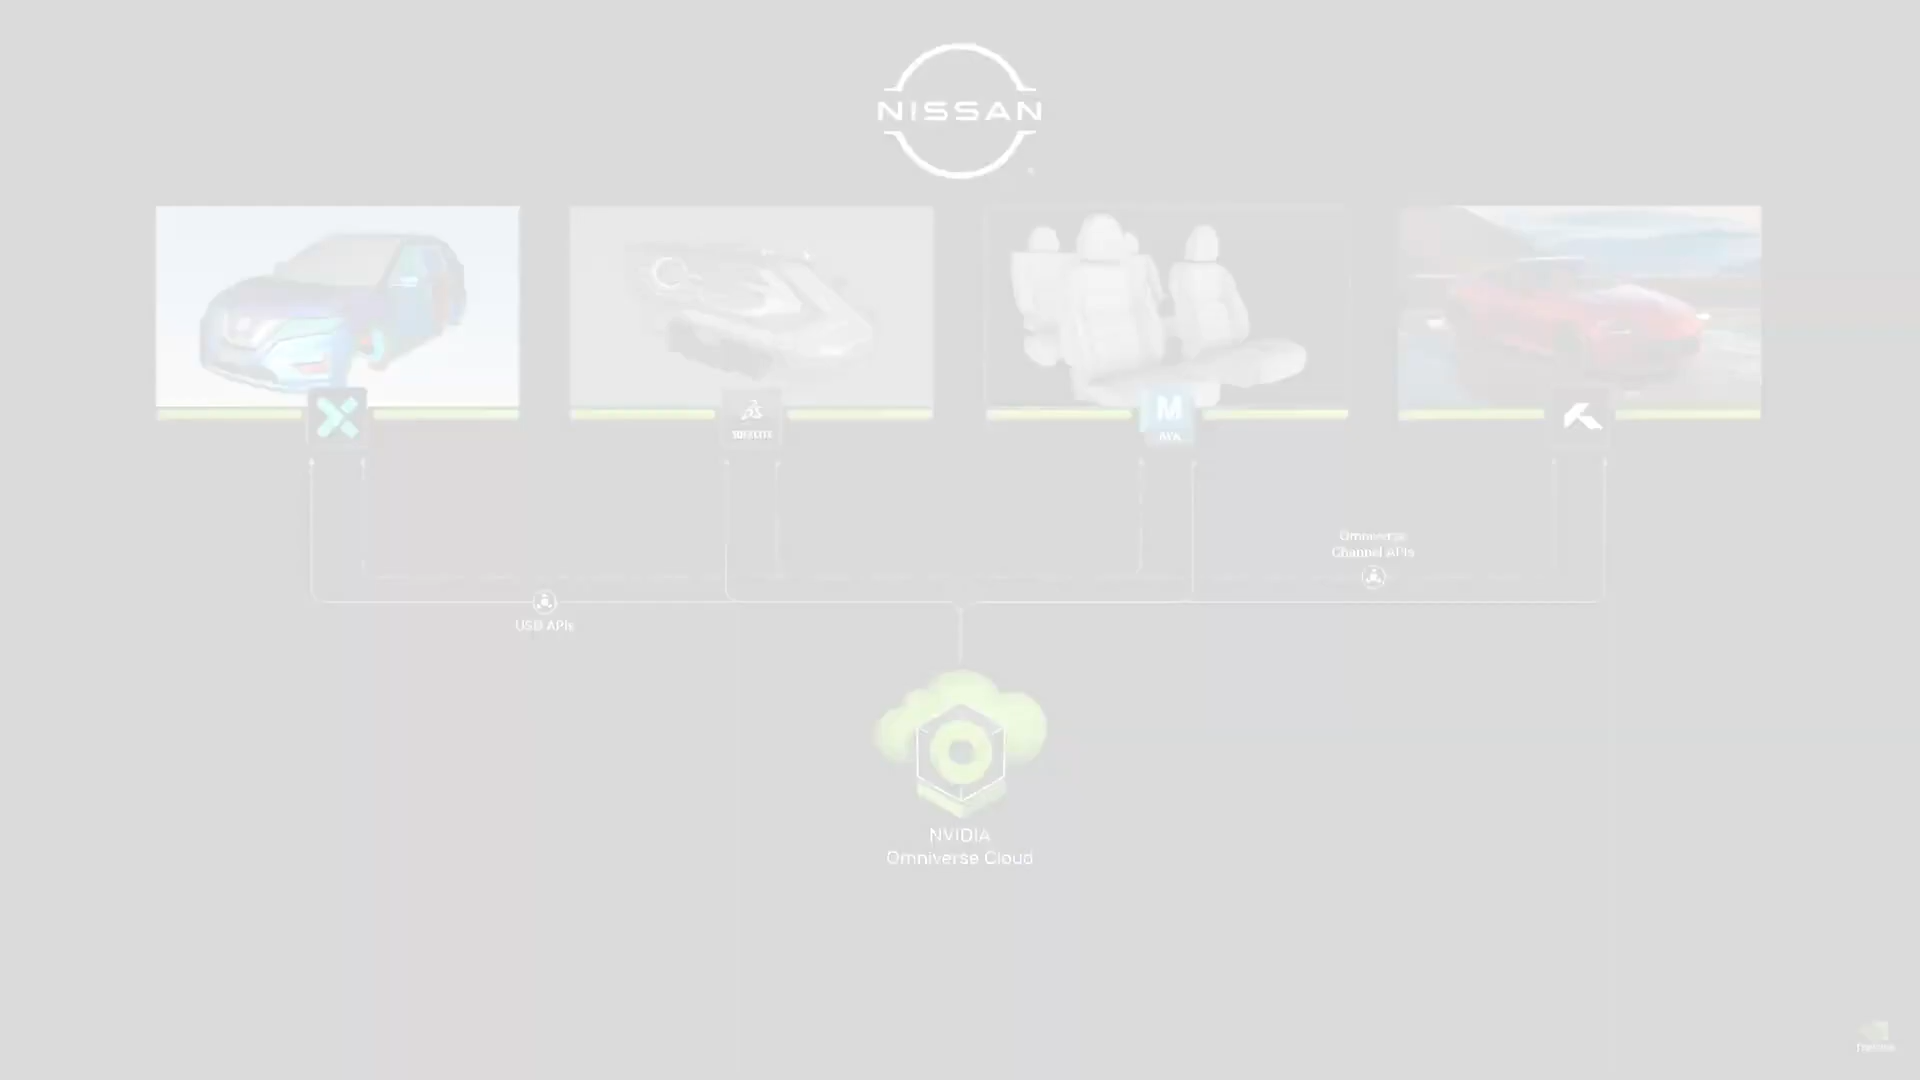 NISSAN
M
Omniverse
Channel APIs
USD APIs
NVIDIA
Omniverse Cloud